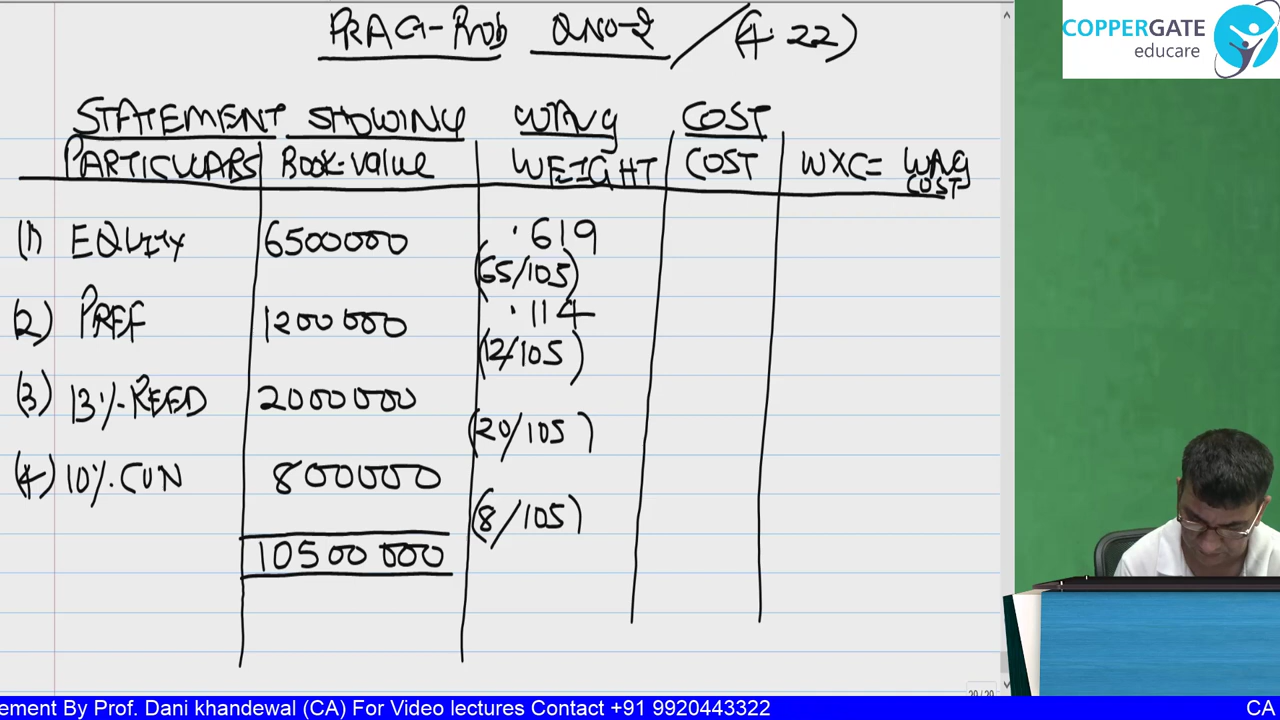 PRAC-Prob QNO-2 / (4.22)
COPPERGATE
educare
STATEMENT SHOWING WAVG COST
PARTICULARS BOOK-VALUE WEIGHT COST WXC= WAG COST
(1) EQUITY 6500000 .619
(65/105)
(2) PREF 1200000 .114
(12/105)
(3) 13%-REED 2000000
(20/105)
(4) 10%.CON 800000
(8/105)
10500000
ement By Prof. Dani khandewal (CA) For Video lectures Contact +91 9920443322 CA